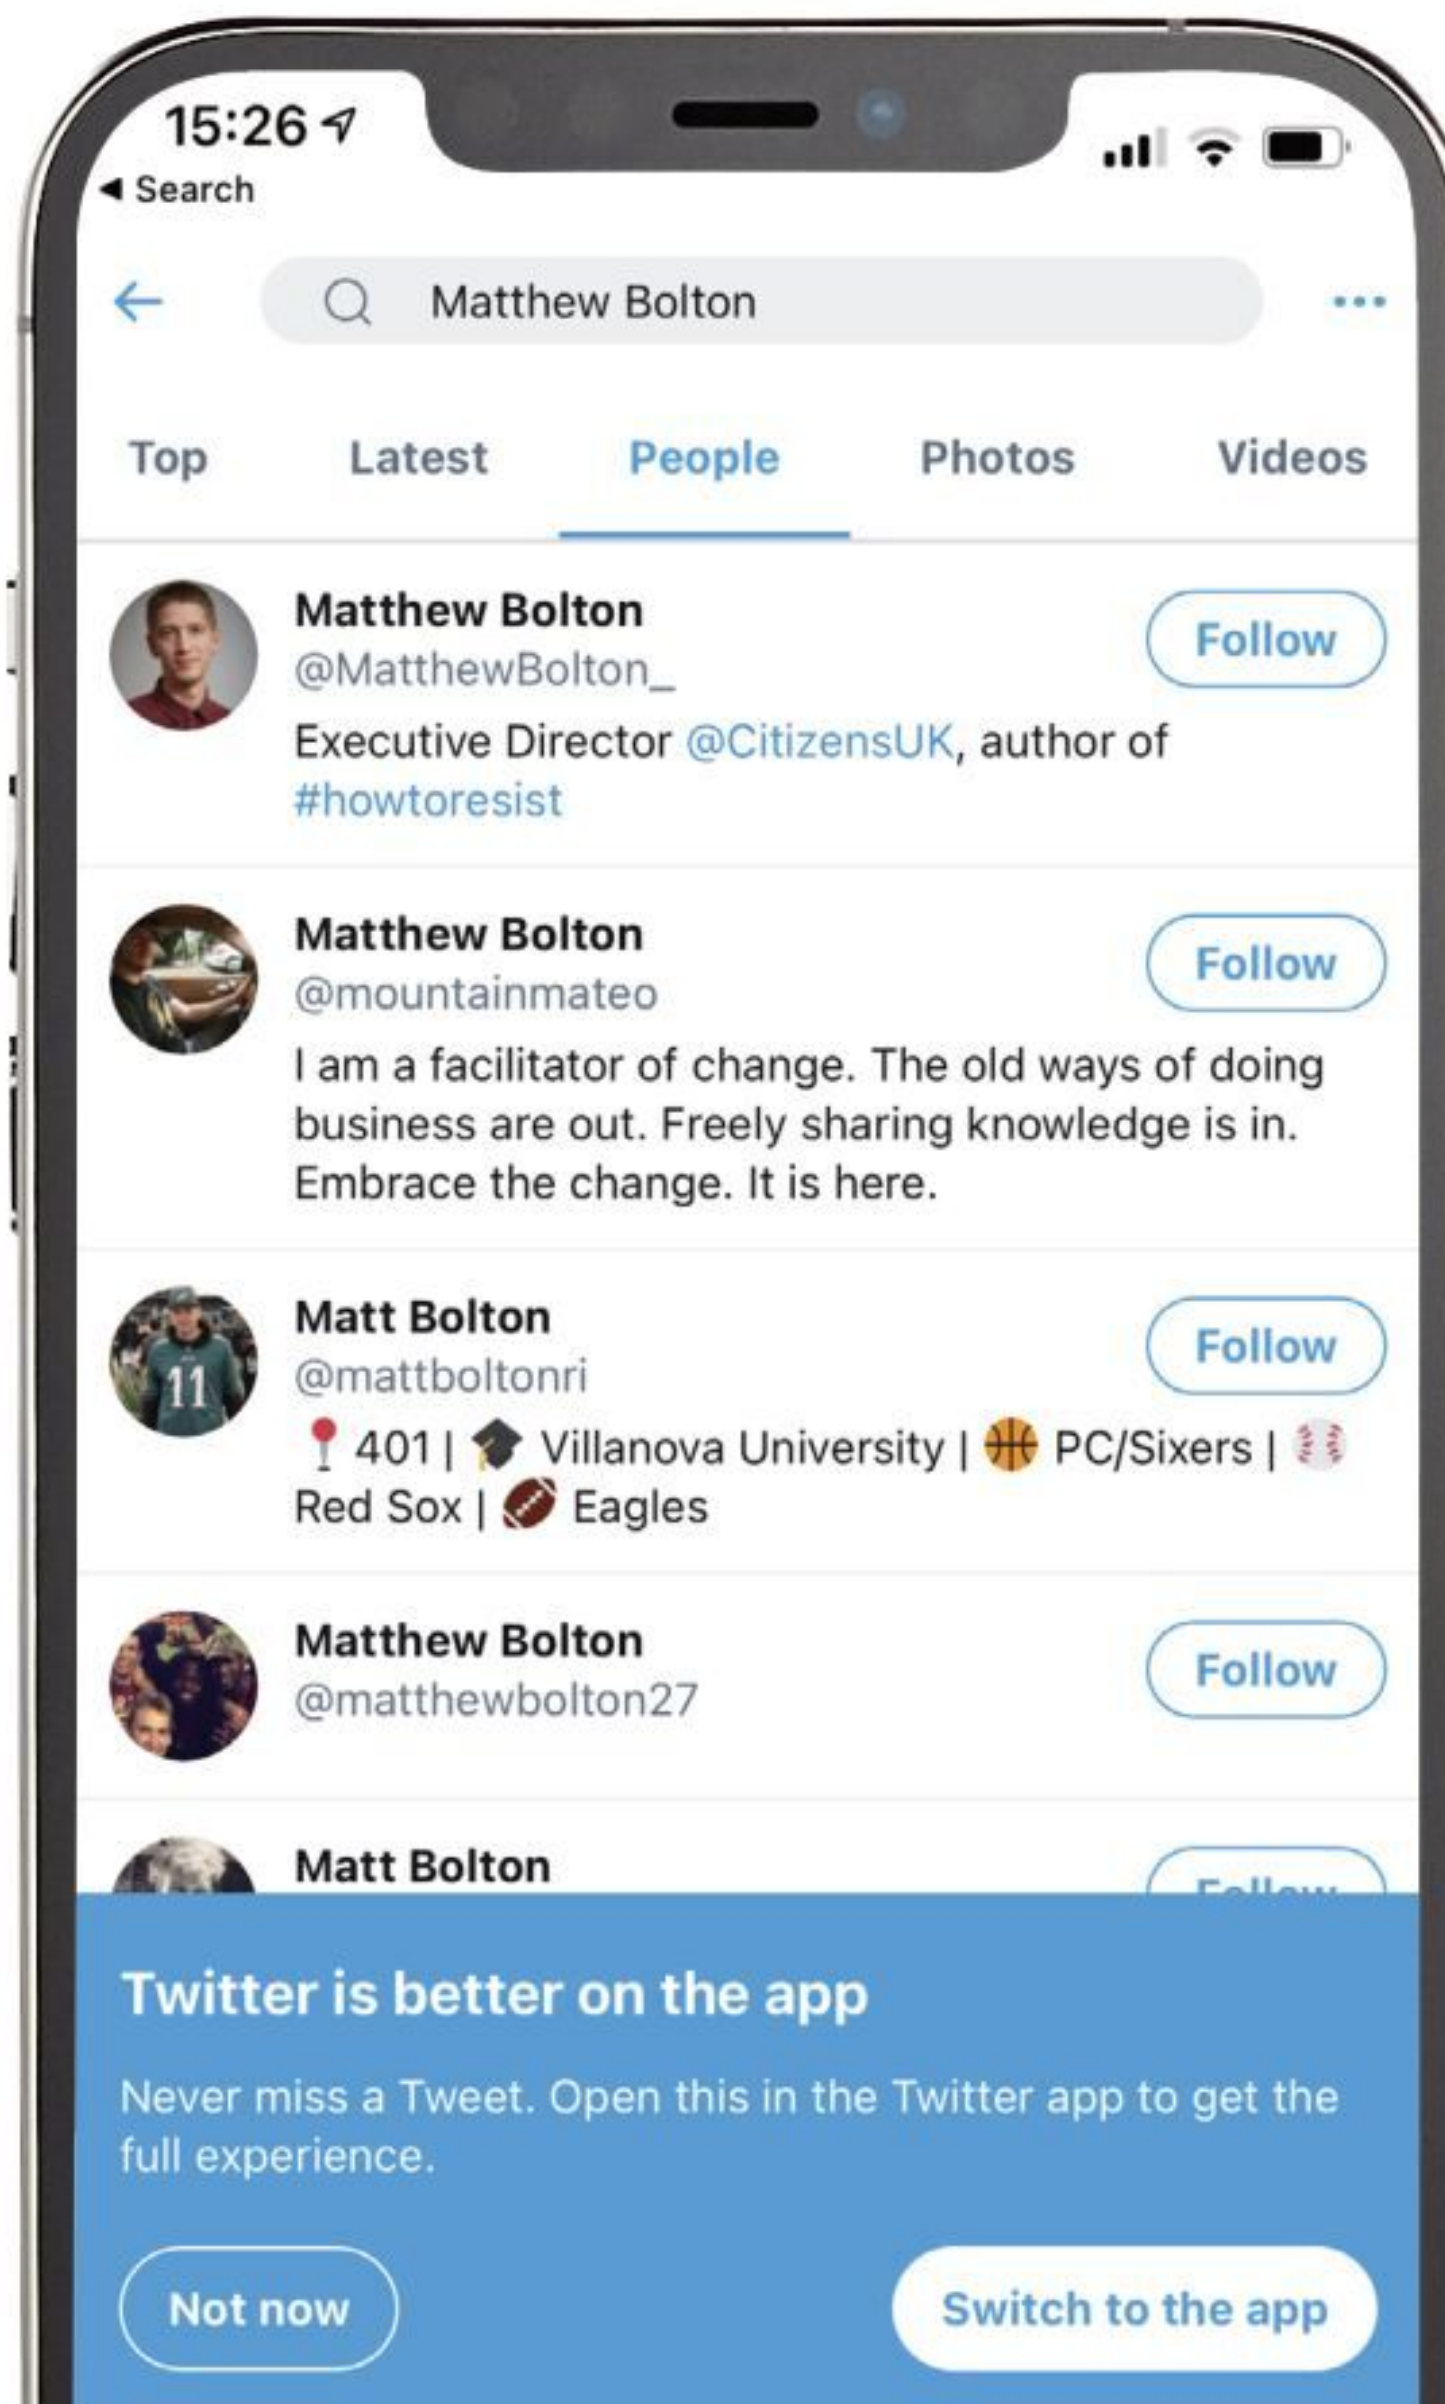 15:26
Search
Matthew Bolton
Top Latest People Photos Videos
Matthew Bolton
Follow
@MatthewBolton_
Executive Director @CitizensUK, author of
#howtoresist
Matthew Bolton
Follow
@mountainmateo
I am a facilitator of change. The old ways of doing
business are out. Freely sharing knowledge is in.
Embrace the change. It is here.
Matt Bolton
Follow
@mattboltonri
📍 401 | 🎓 Villanova University | 🏀 PC/Sixers | ⚾
Red Sox | 🏈 Eagles
11
Matthew Bolton
Follow
@matthewbolton27
Matt Bolton
Follow
Twitter is better on the app
Never miss a Tweet. Open this in the Twitter app to get the
full experience.
Not now
Switch to the app